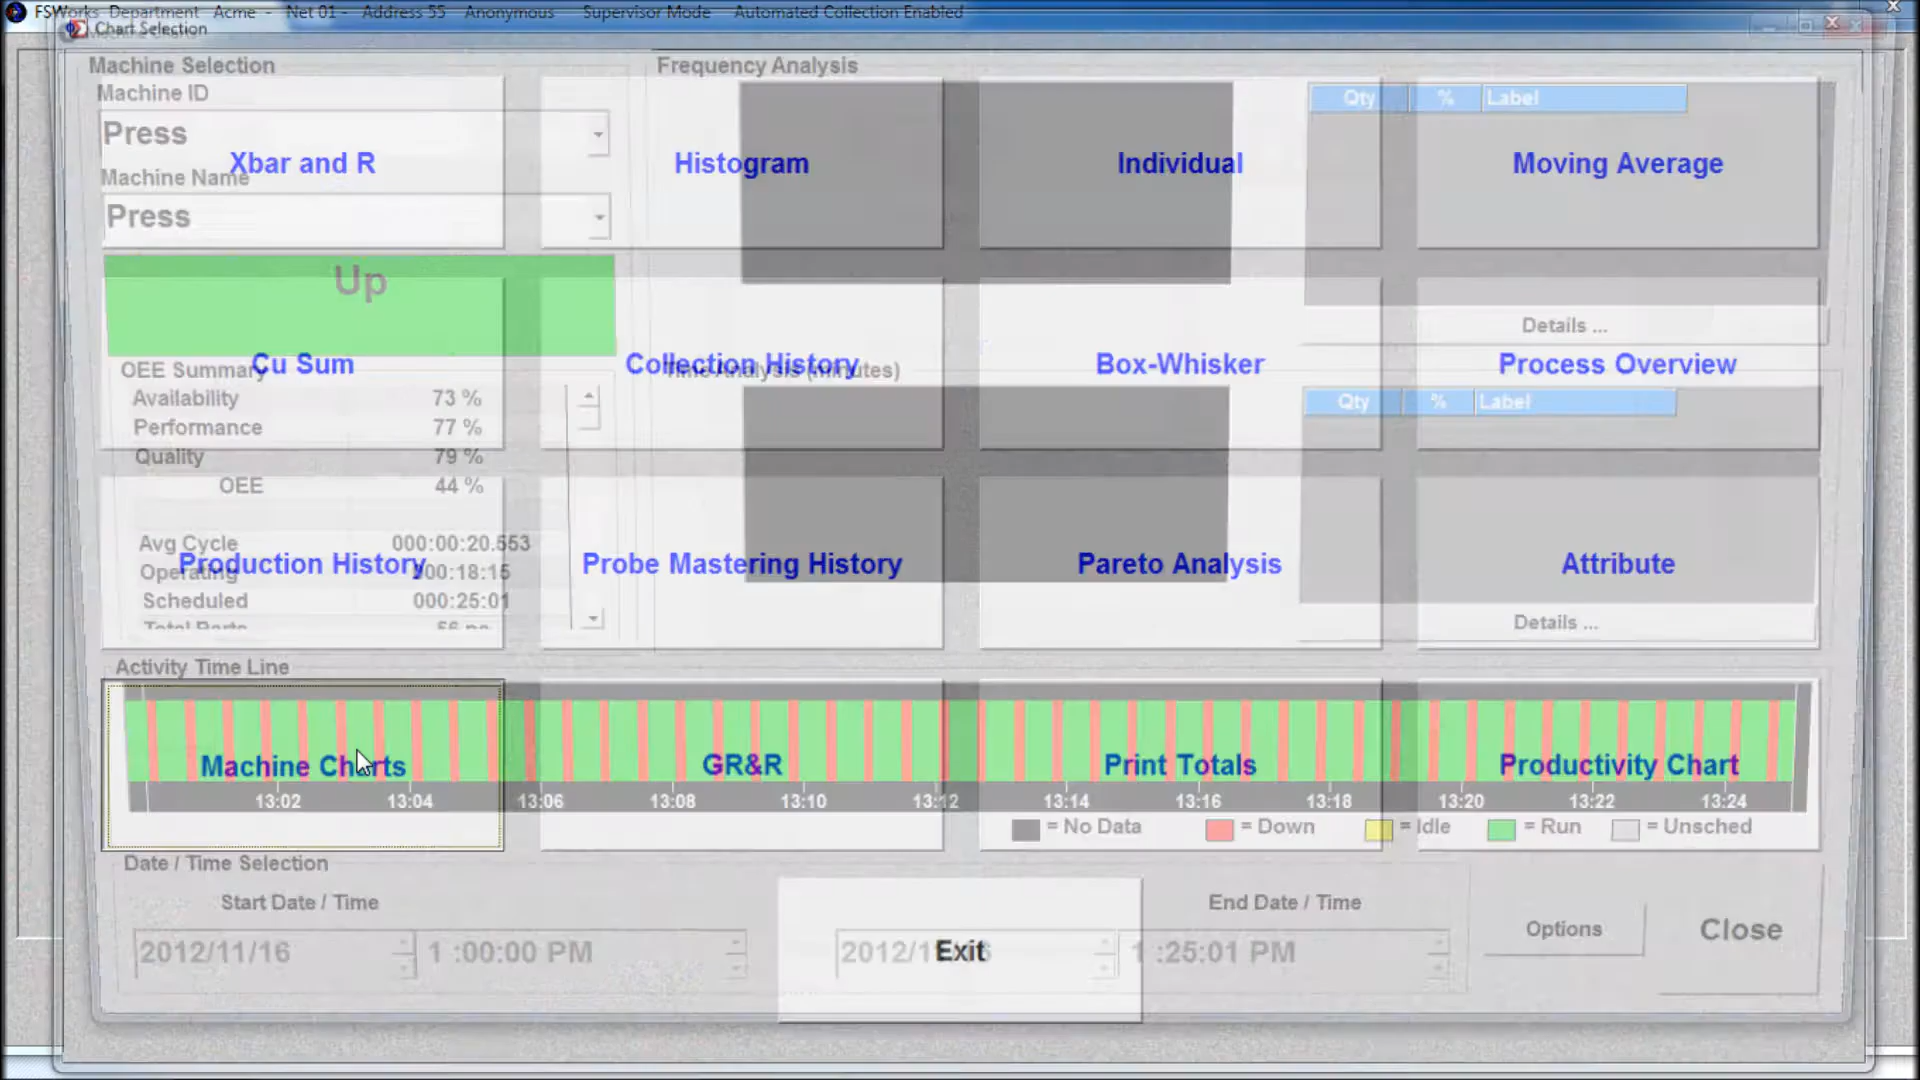 FSWorks Department Acme - Net 01 - Address 55 Anonymous Supervisor Mode Automated Collection Enabled
Chart Selection
Machine Selection
Frequency Analysis
Machine ID
Qty % Label
Press
Xbar and R
Histogram
Individual
Moving Average
Machine Name
Press
Up
Details ...
OEE Summary
Cu Sum
Collection History
Time Analysis (minutes)
Box-Whisker
Process Overview
Availability 73 %
Qty % Label
Performance 77 %
Quality 79 %
OEE 44 %
Avg Cycle 000:00:20.553
Production History
Probe Mastering History
Pareto Analysis
Attribute
Operating 000:18:15
Scheduled 000:25:01
Details ...
Activity Time Line
Machine Charts
GR&R
Print Totals
Productivity Chart
13:02 13:04 13:06 13:08 13:10 13:12 13:14 13:16 13:18 13:20 13:22 13:24
= No Data = Down = Idle = Run = Unsched
Date / Time Selection
Start Date / Time
End Date / Time
Options
Close
2012/11/16 1 :00:00 PM
Exit
1 :25:01 PM